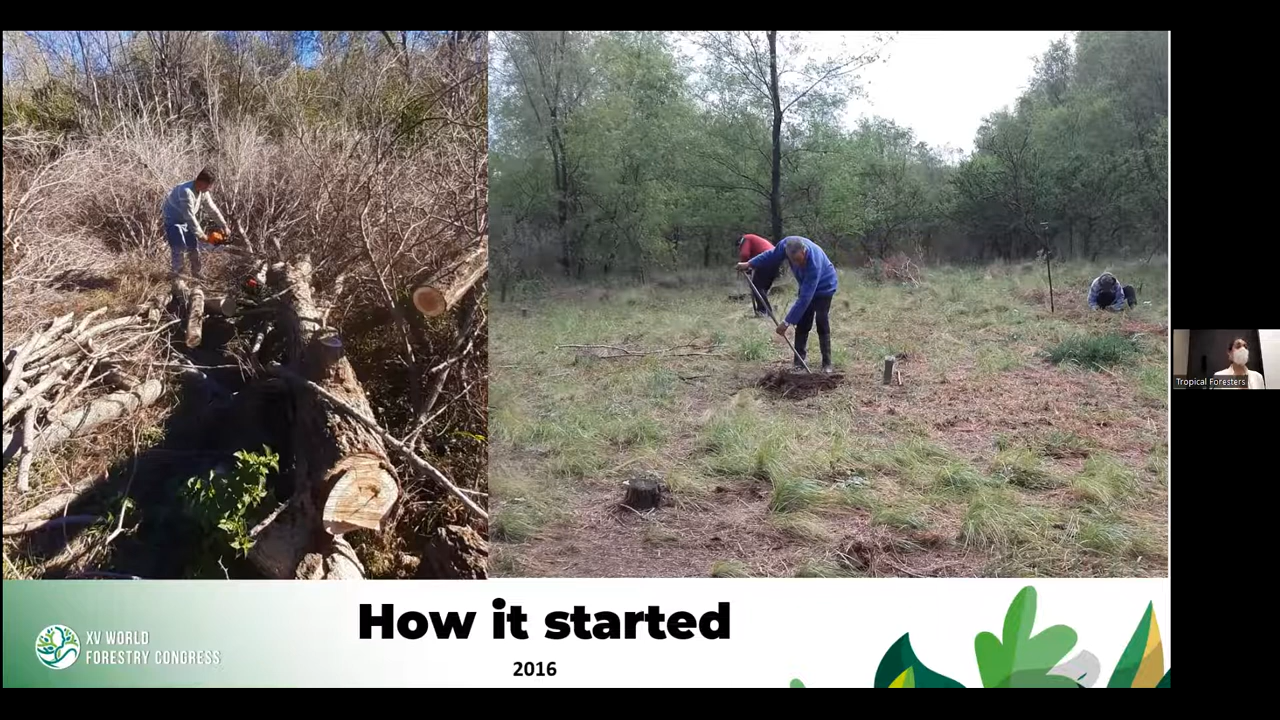 How it started
2016
XV WORLD
FORESTRY CONGRESS
Tropical Foresters